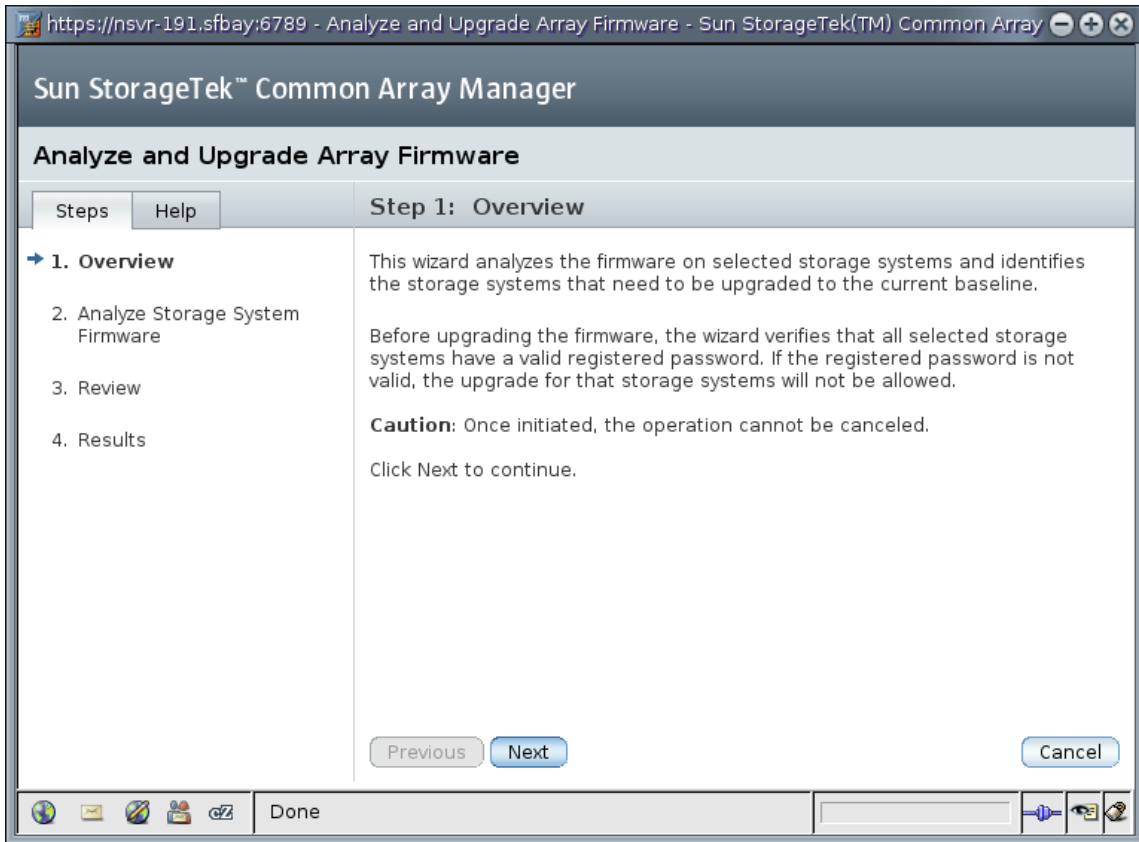 https://nsvr-191.sfbay:6789 - Analyze and Upgrade Array Firmware - Sun StorageTek(TM) Common Array
Sun StorageTek™ Common Array Manager
Analyze and Upgrade Array Firmware
Steps
Help
Step 1: Overview
1. Overview
2. Analyze Storage System
Firmware
3. Review
4. Results
This wizard analyzes the firmware on selected storage systems and identifies
the storage systems that need to be upgraded to the current baseline.
Before upgrading the firmware, the wizard verifies that all selected storage
systems have a valid registered password. If the registered password is not
valid, the upgrade for that storage systems will not be allowed.
Caution: Once initiated, the operation cannot be canceled.
Click Next to continue.
Previous
Next
Cancel
Done